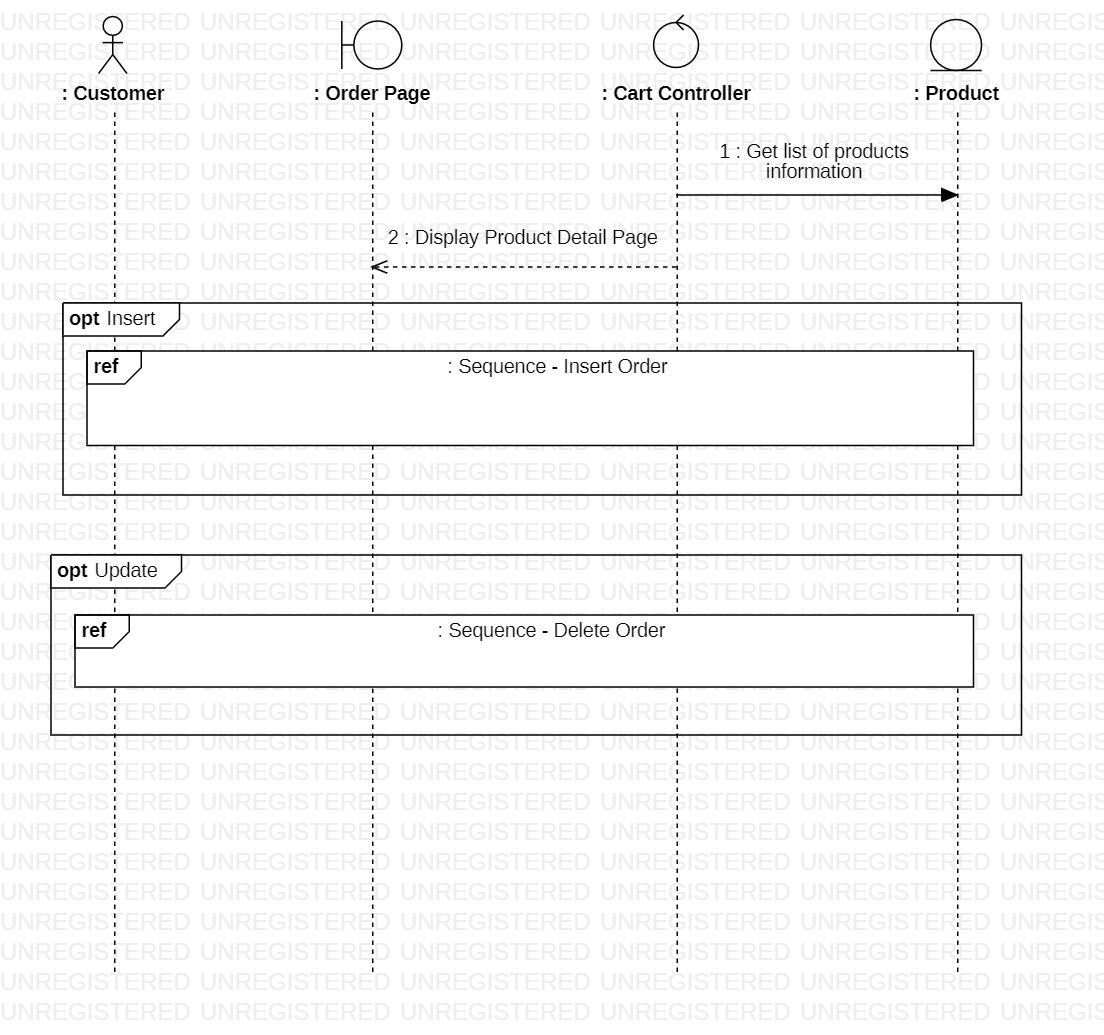 : Customer
: Order Page
: Cart Controller
: Product
1 : Get list of products
information
2 : Display Product Detail Page
opt Insert
ref
: Sequence - Insert Order
opt Update
ref
: Sequence - Delete Order
UNREGISTERED